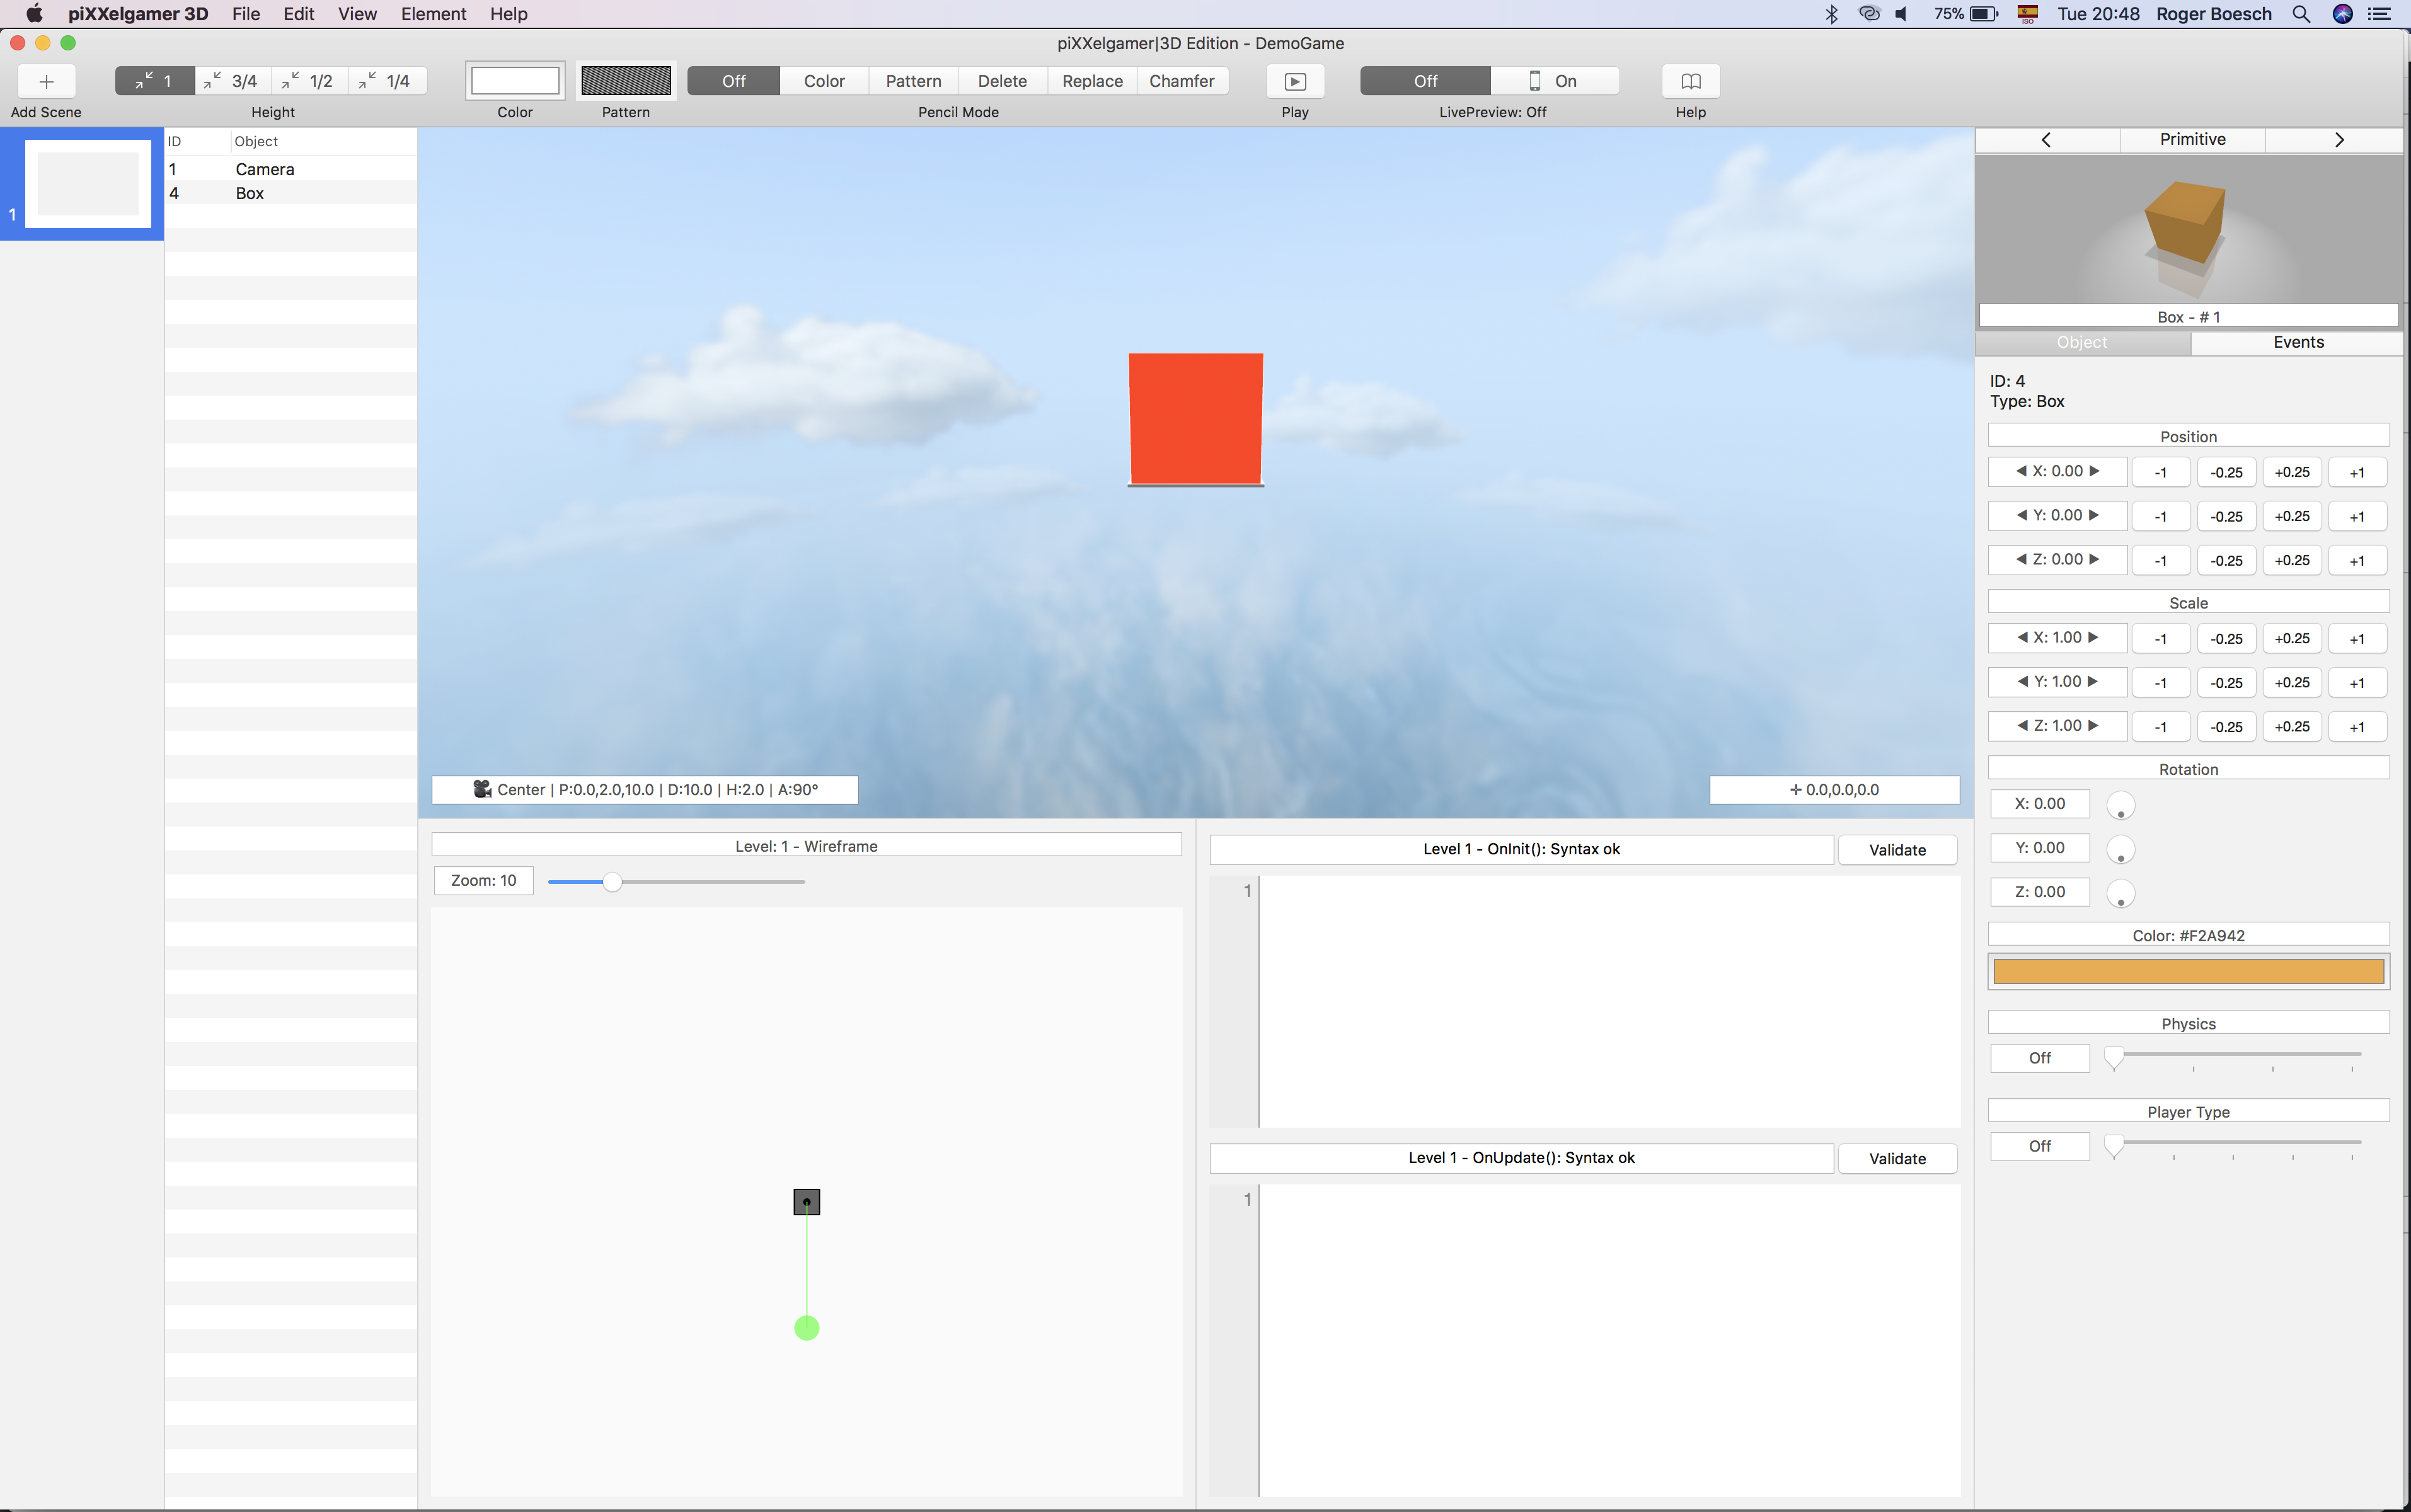 piXXelgamer 3D File Edit View Element Help 75% ISO Tue 20:48 Roger Boesch
piXXelgamer|3D Edition - DemoGame
1 3/4 1/2 1/4 Off Color Pattern Delete Replace Chamfer Off On
Add Scene Height Color Pattern Pencil Mode Play LivePreview: Off Help
1
ID Object
1 Camera
4 Box
Center | P:0.0,2.0,10.0 | D:10.0 | H:2.0 | A:90°
0.0,0.0,0.0
Level: 1 - Wireframe
Zoom: 10
Level 1 - OnInit(): Syntax ok Validate
1
Level 1 - OnUpdate(): Syntax ok Validate
1
< Primitive >
Box - # 1
Object Events
ID: 4
Type: Box
Position
◀ X: 0.00 ▶ -1 -0.25 +0.25 +1
◀ Y: 0.00 ▶ -1 -0.25 +0.25 +1
◀ Z: 0.00 ▶ -1 -0.25 +0.25 +1
Scale
◀ X: 1.00 ▶ -1 -0.25 +0.25 +1
◀ Y: 1.00 ▶ -1 -0.25 +0.25 +1
◀ Z: 1.00 ▶ -1 -0.25 +0.25 +1
Rotation
X: 0.00
Y: 0.00
Z: 0.00
Color: #F2A942
Physics
Off
Player Type
Off